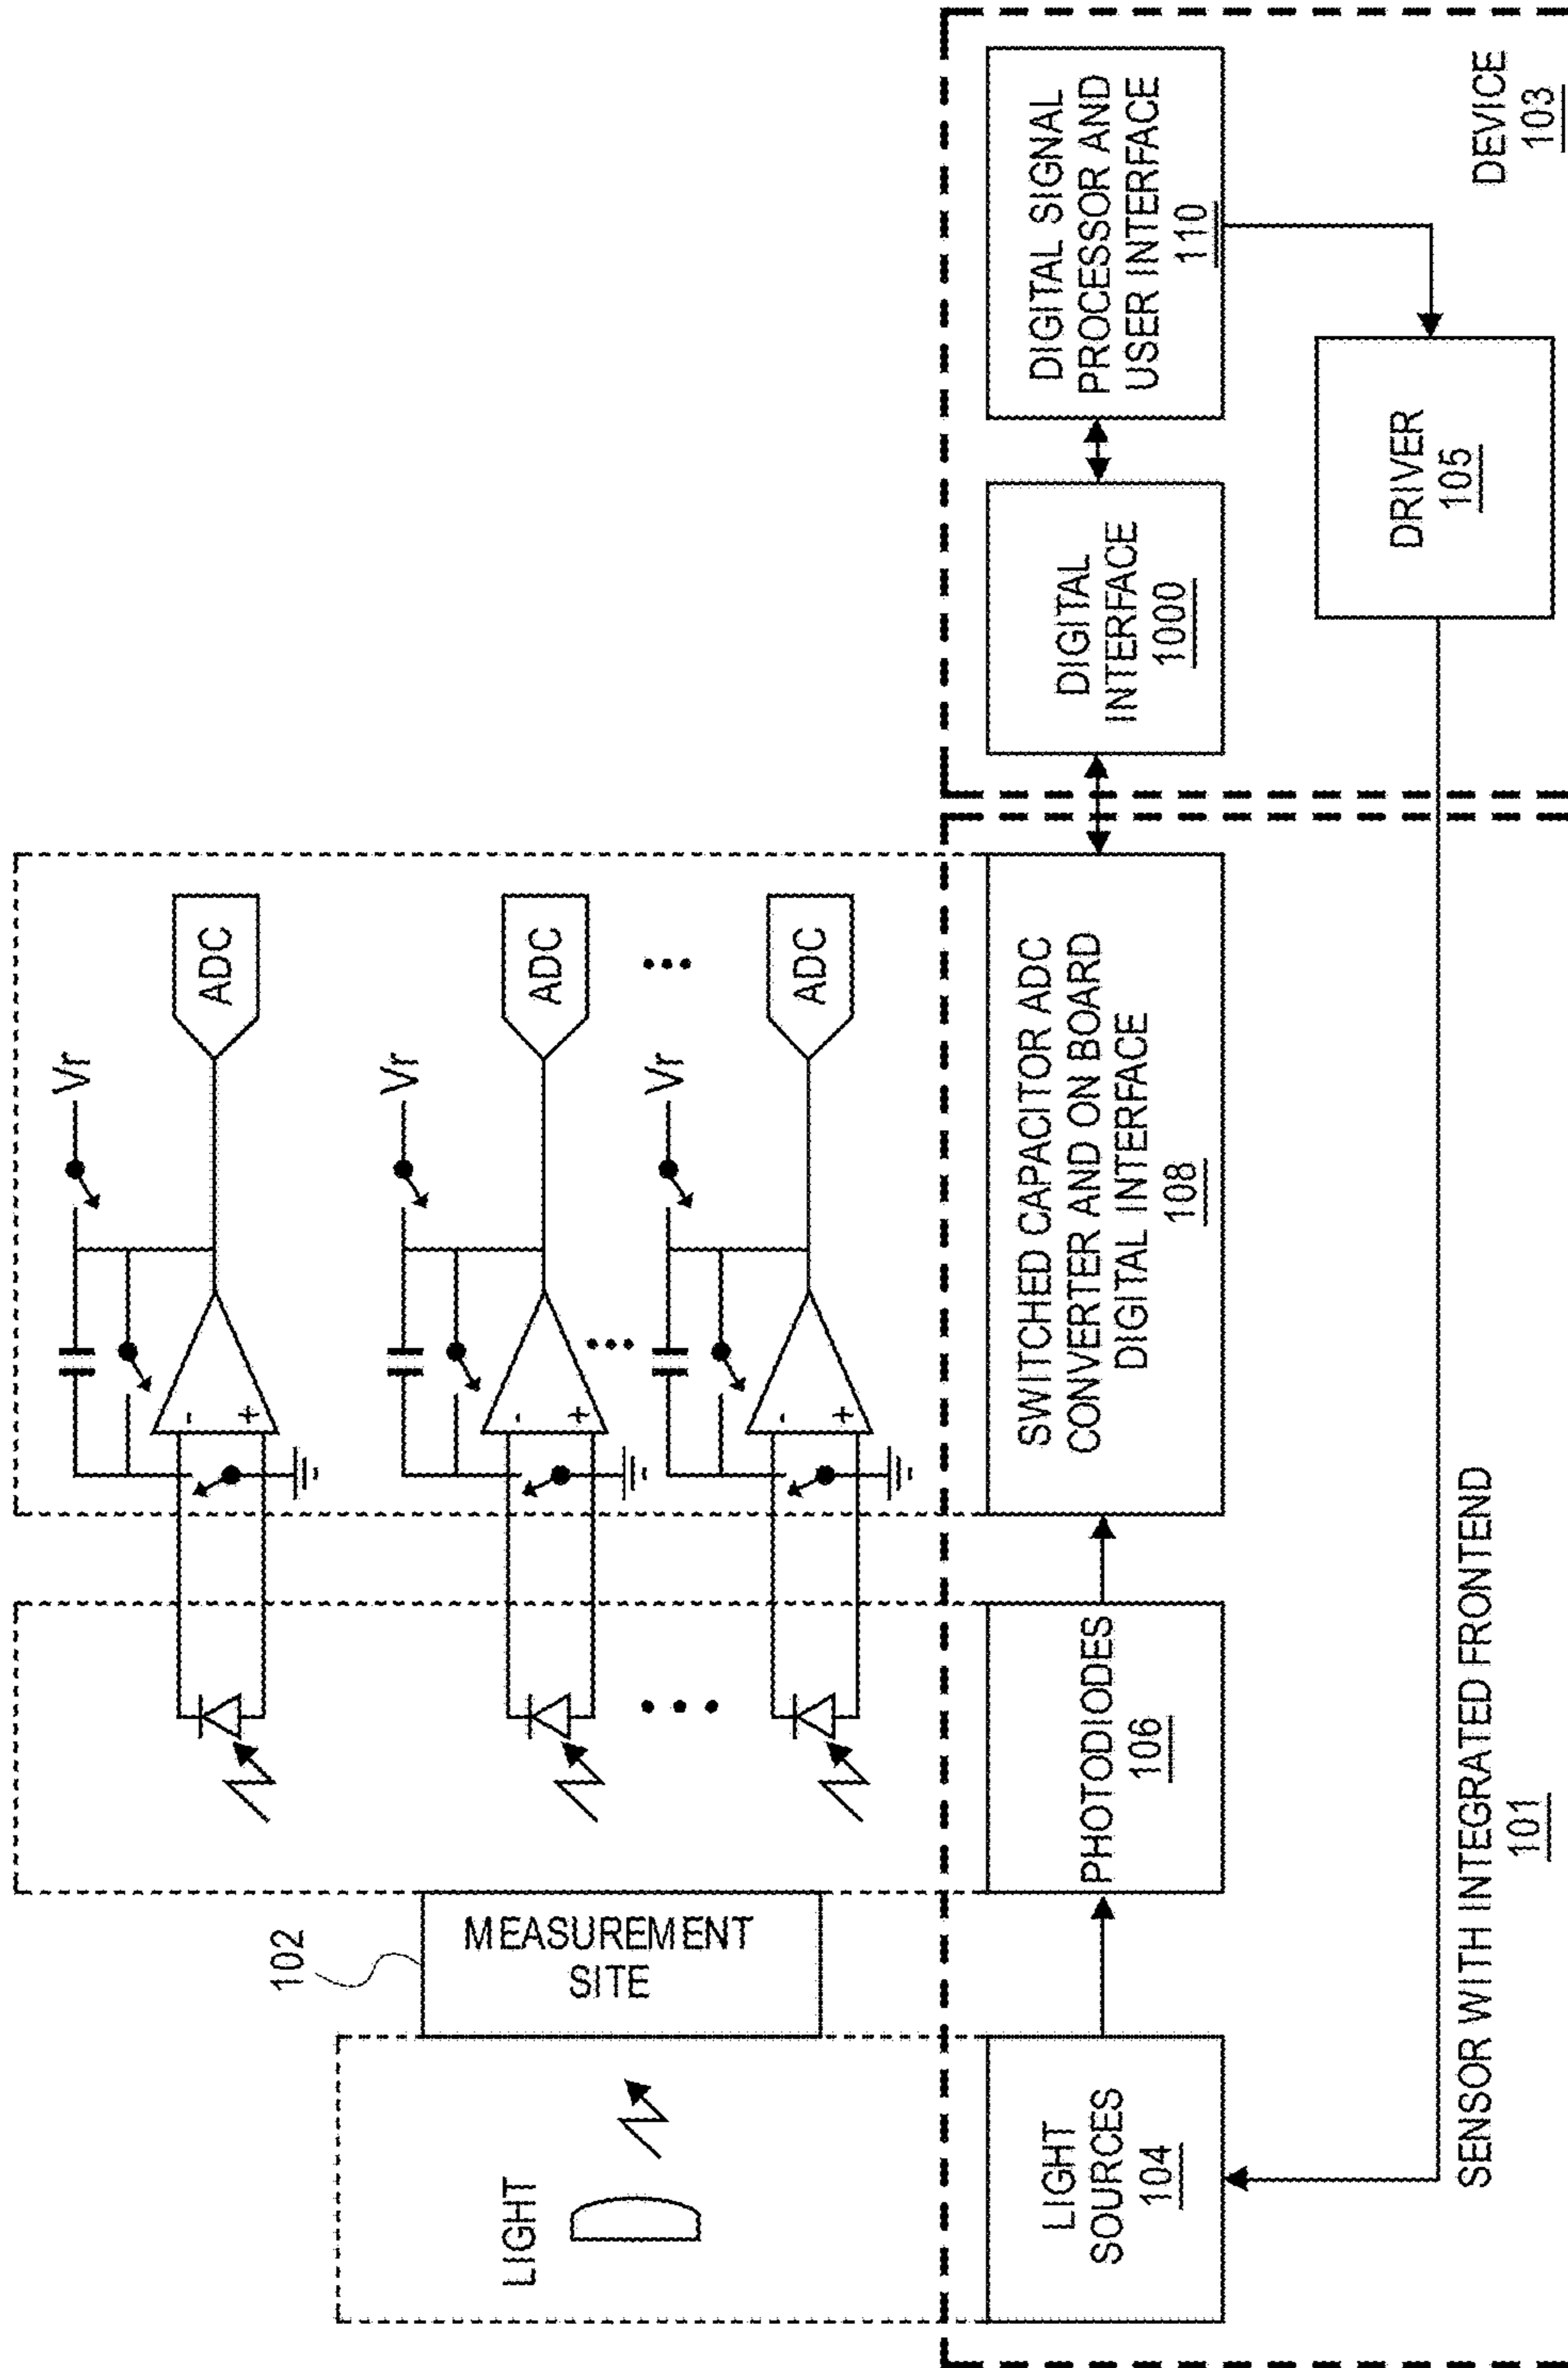 Vr
ADC
-
+
Vr
ADC
-
+
Vr
ADC
-
+
102
MEASUREMENT
SITE
LIGHT
LIGHT
SOURCES
104
PHOTODIODES
106
SWITCHED CAPACITOR ADC
CONVERTER AND ON BOARD
DIGITAL INTERFACE
108
DIGITAL
INTERFACE
1000
DIGITAL SIGNAL
PROCESSOR AND
USER INTERFACE
110
DRIVER
105
SENSOR WITH INTEGRATED FRONTEND
101
DEVICE
103